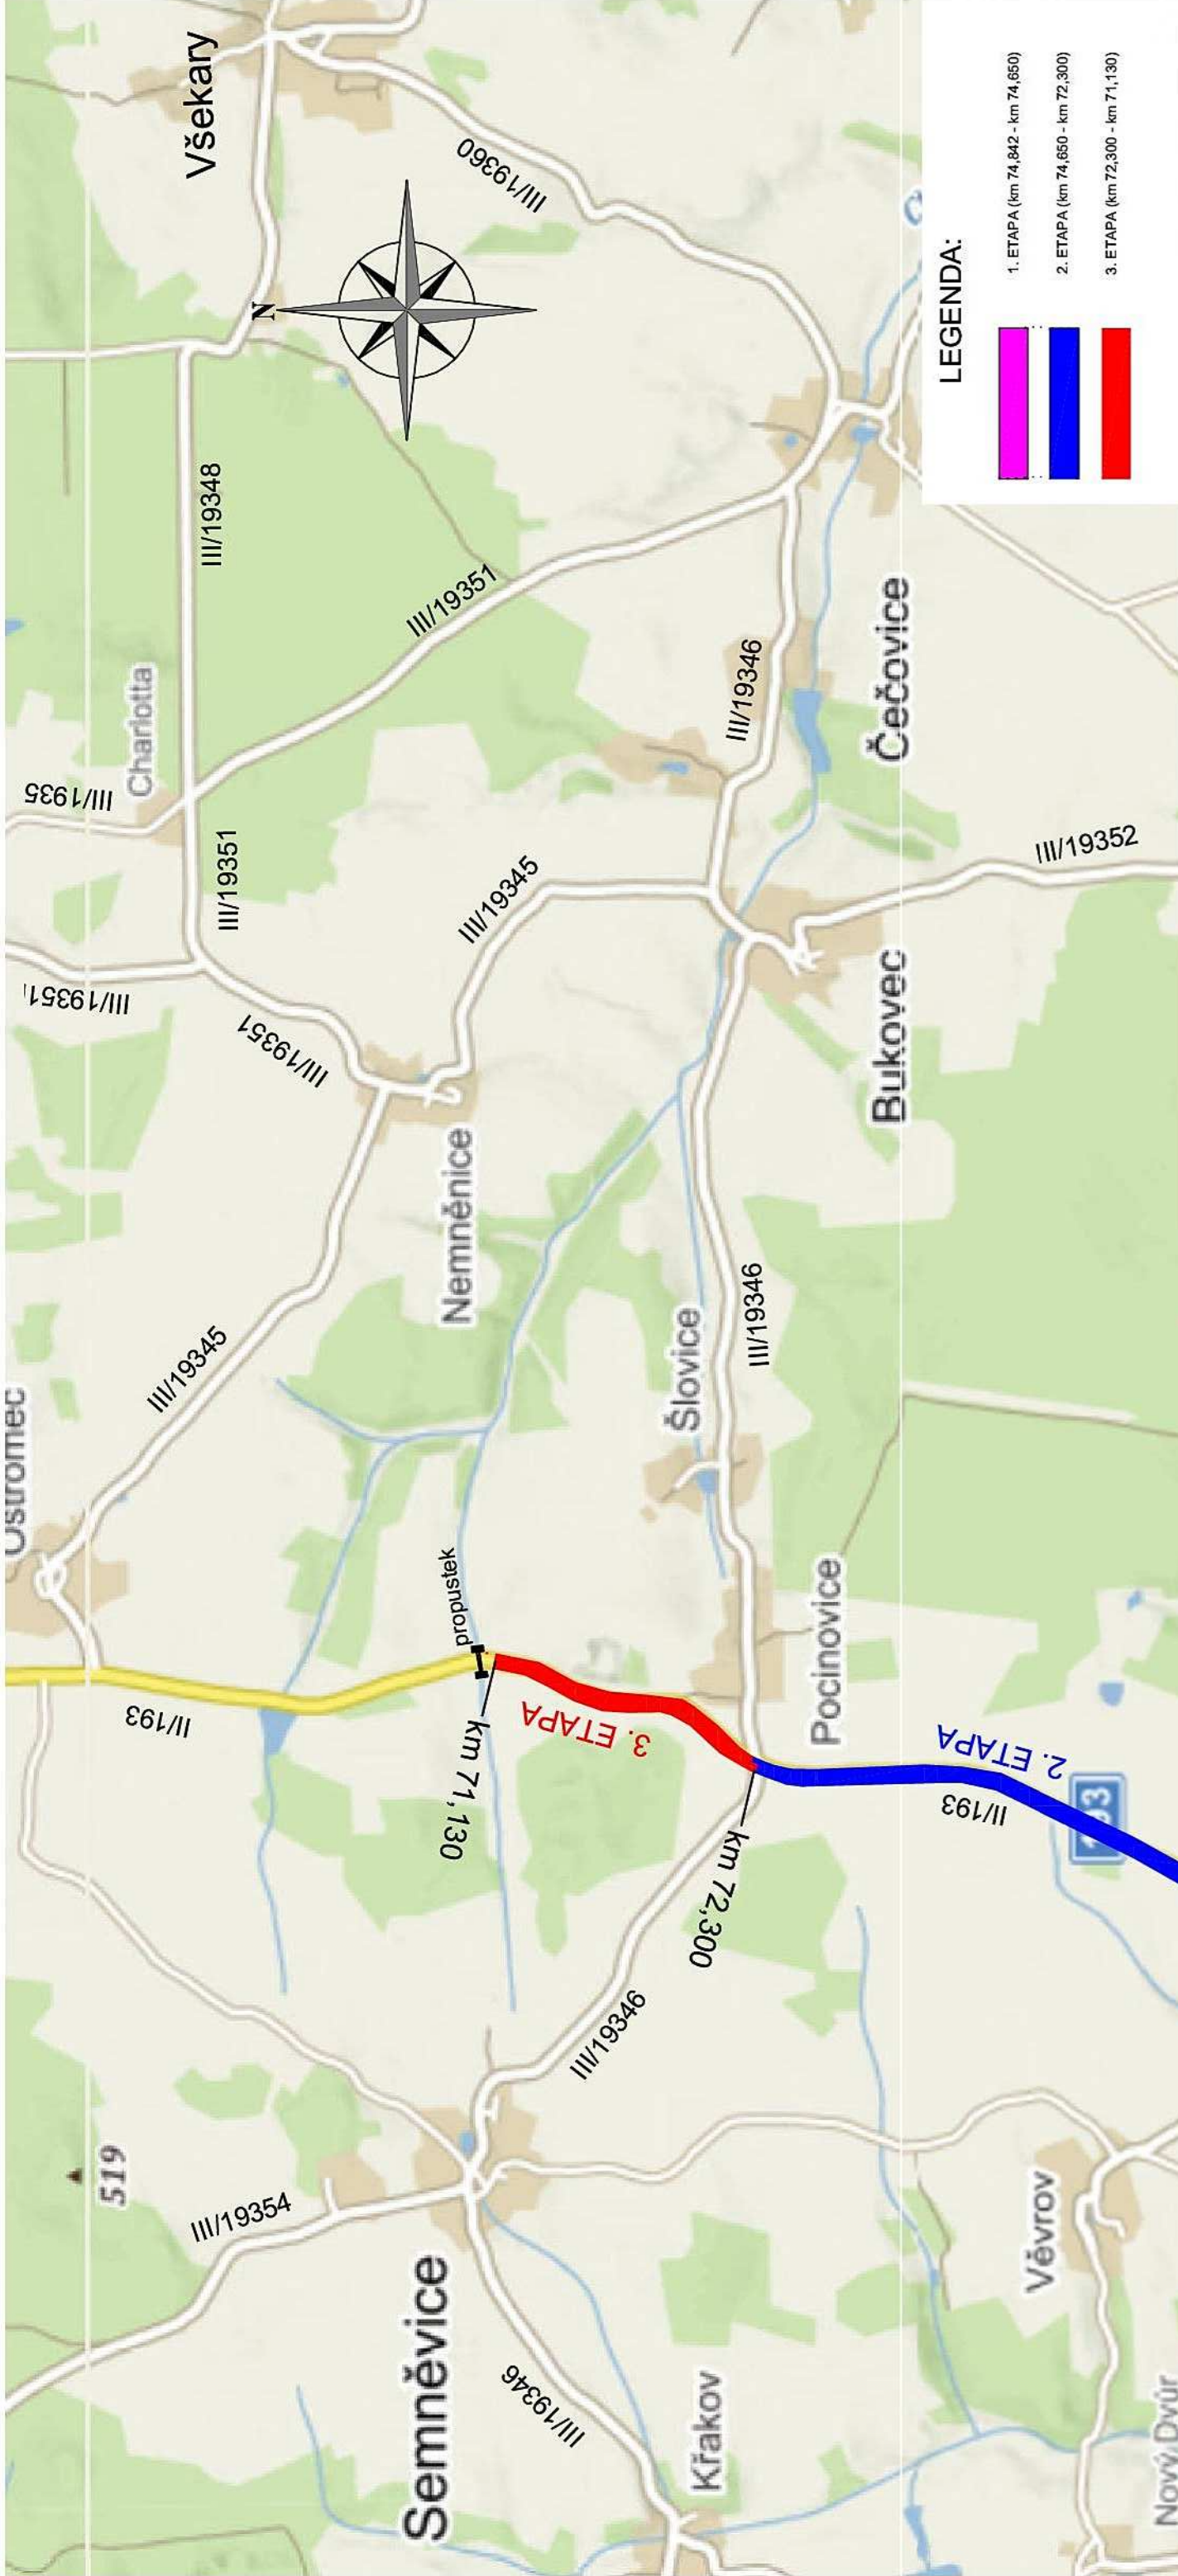 Všekary
III/19360
N
III/19348
III/19351
Charlotta
III/1935
III/19351
III/19351
III/19351
III/19345
III/19346
Čečovice
III/19352
Bukovec
Nemněnice
III/19345
III/19346
Šlovice
Ostromec
propustek
II/193
km 71,130
3. ETAPA
Pocinovice
2. ETAPA
II/193
193
km 72,300
III/19346
519
III/19354
Semněvice
III/19346
Křakov
Věvrov
Nový Dvůr
LEGENDA:
1. ETAPA (km 74,842 - km 74,650)
2. ETAPA (km 74,650 - km 72,300)
3. ETAPA (km 72,300 - km 71,130)